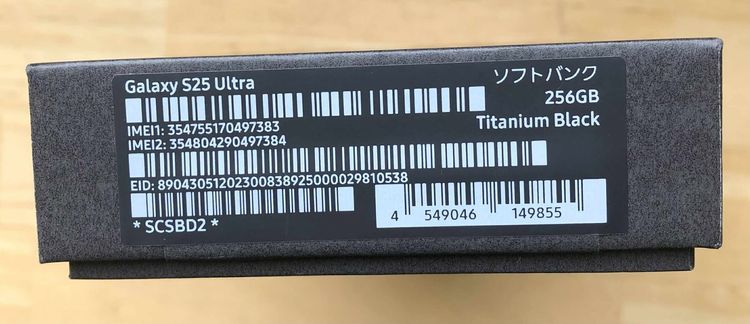 Galaxy S25 Ultra
ソフトバンク
256GB
Titanium Black
IMEI1: 354755170497383
IMEI2: 354804290497384
EID: 89043051202300838925000029810538
* SCSBD2 *
4 549046 149855